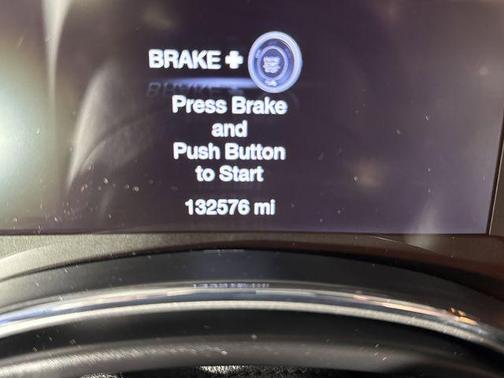 BRAKE +
Press Brake
and
Push Button
to Start
132576 mi